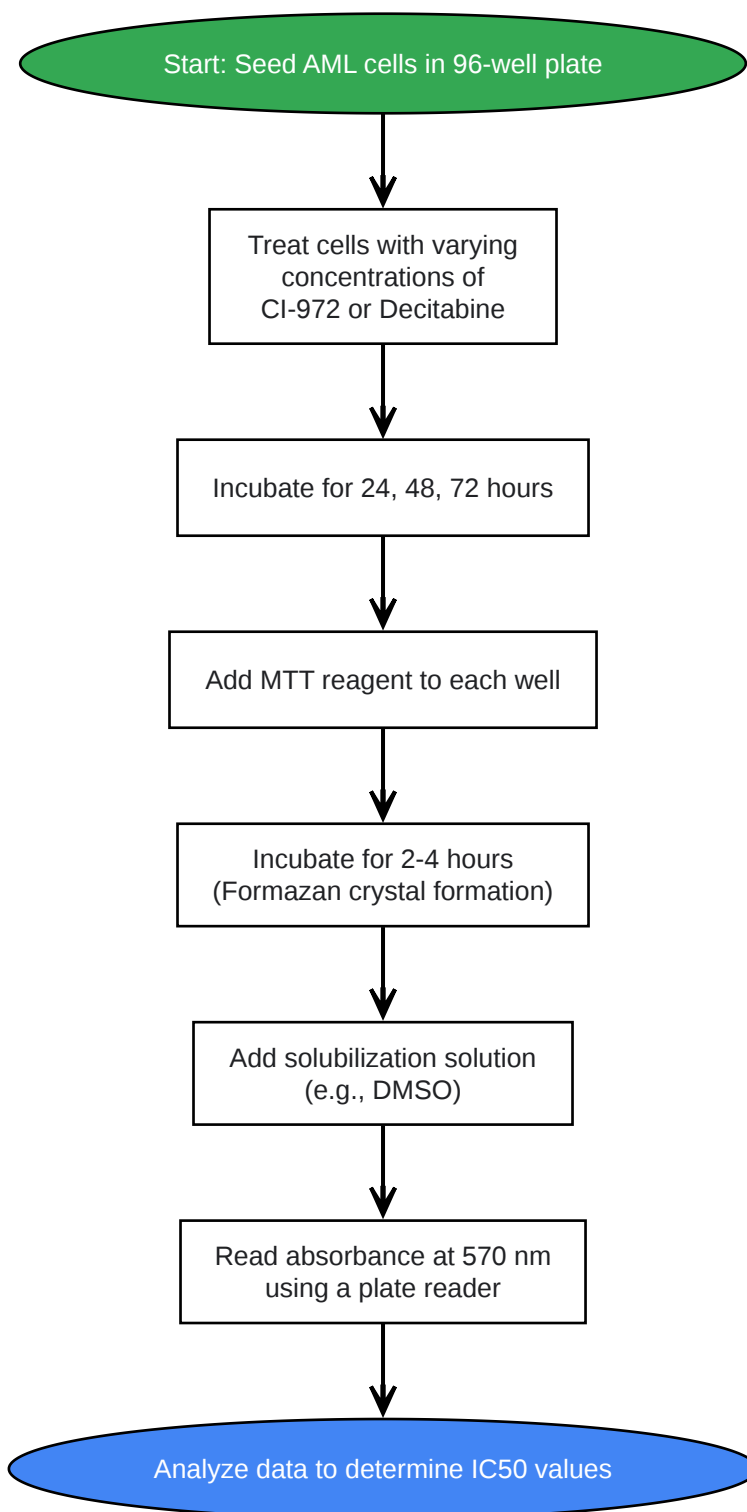 Start: Seed AML cells in 96-well plate
Treat cells with varying
concentrations of
CI-972 or Decitabine
Incubate for 24, 48, 72 hours
Add MTT reagent to each well
Incubate for 2-4 hours
(Formazan crystal formation)
Add solubilization solution
(e.g., DMSO)
Read absorbance at 570 nm
using a plate reader
Analyze data to determine IC50 values